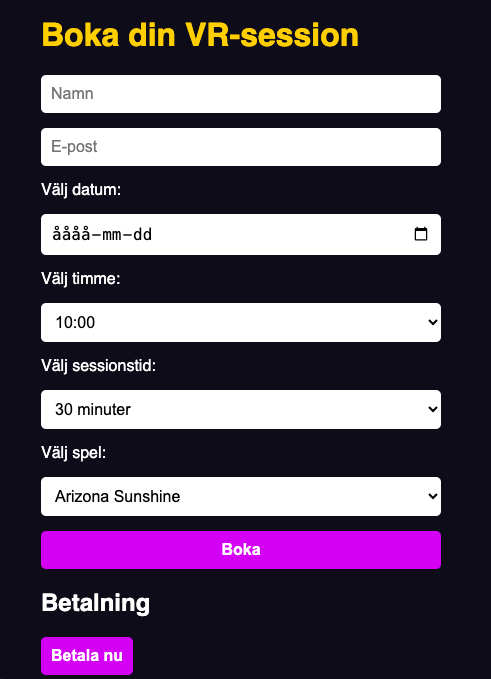 Boka din VR-session
Namn
E-post
Välj datum:
åååå-mm-dd
Välj timme:
10:00
Välj sessionstid:
30 minuter
Välj spel:
Arizona Sunshine
Boka
Betalning
Betala nu